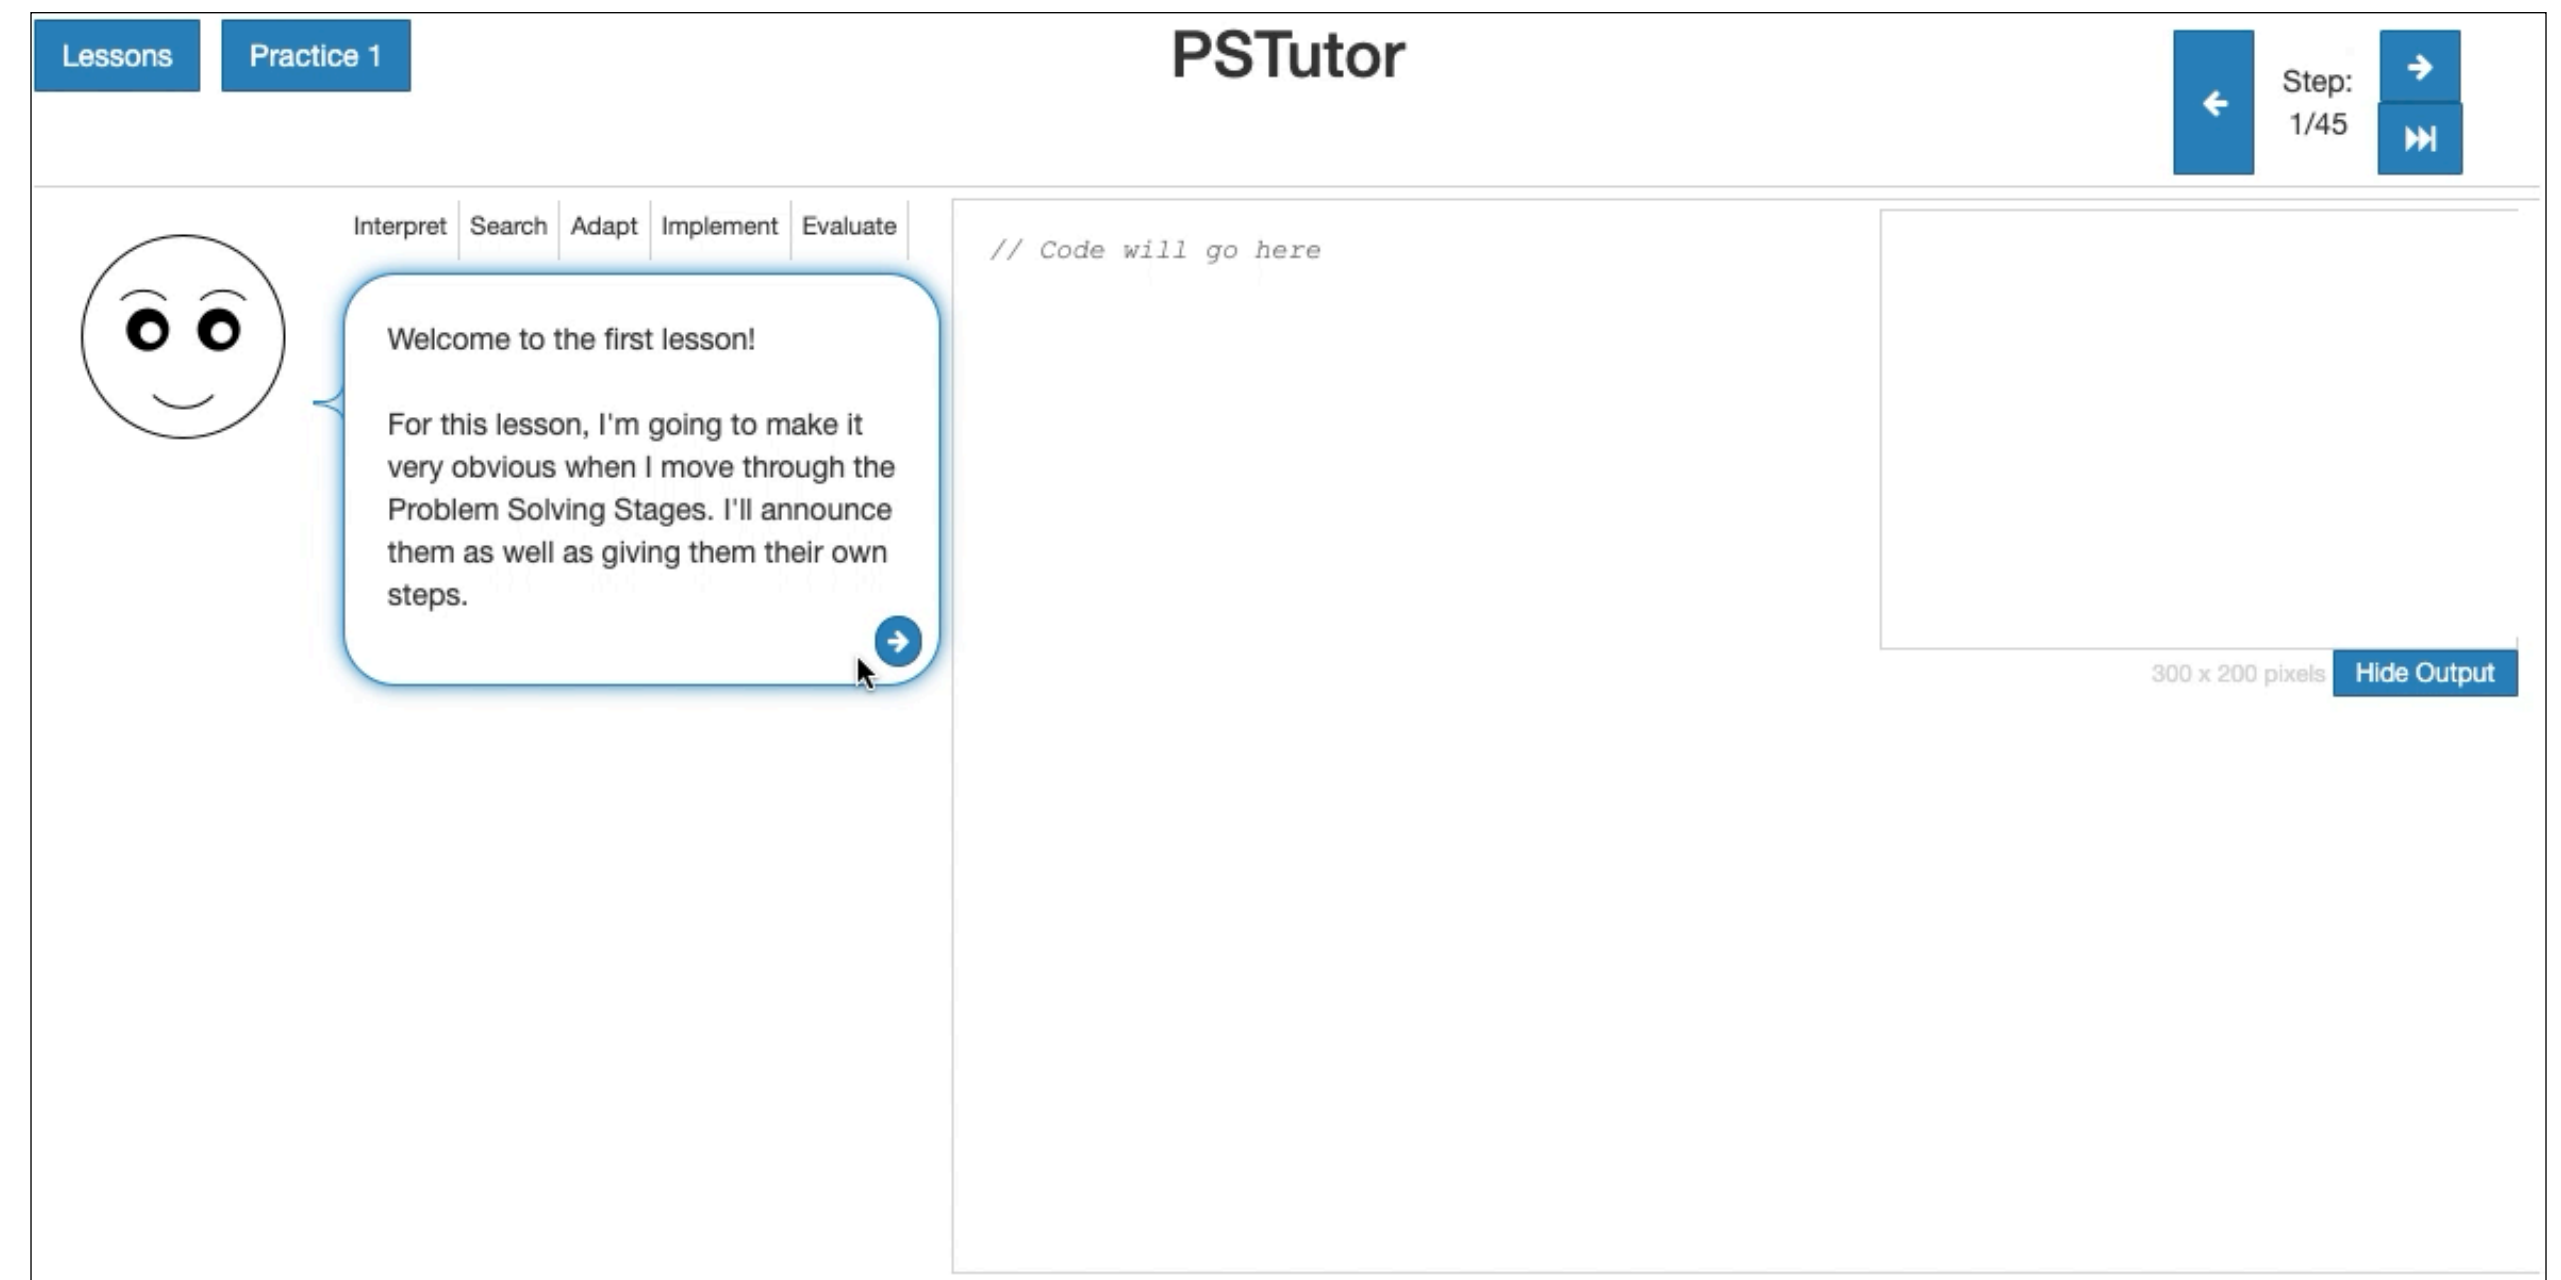 Lessons
Practice 1
PSTutor
Step:
1/45
Interpret
Search
Adapt
Implement
Evaluate
Welcome to the first lesson!
For this lesson, I'm going to make it
very obvious when I move through the
Problem Solving Stages. I'll announce
them as well as giving them their own
steps.
// Code will go here
300 x 200 pixels
Hide Output